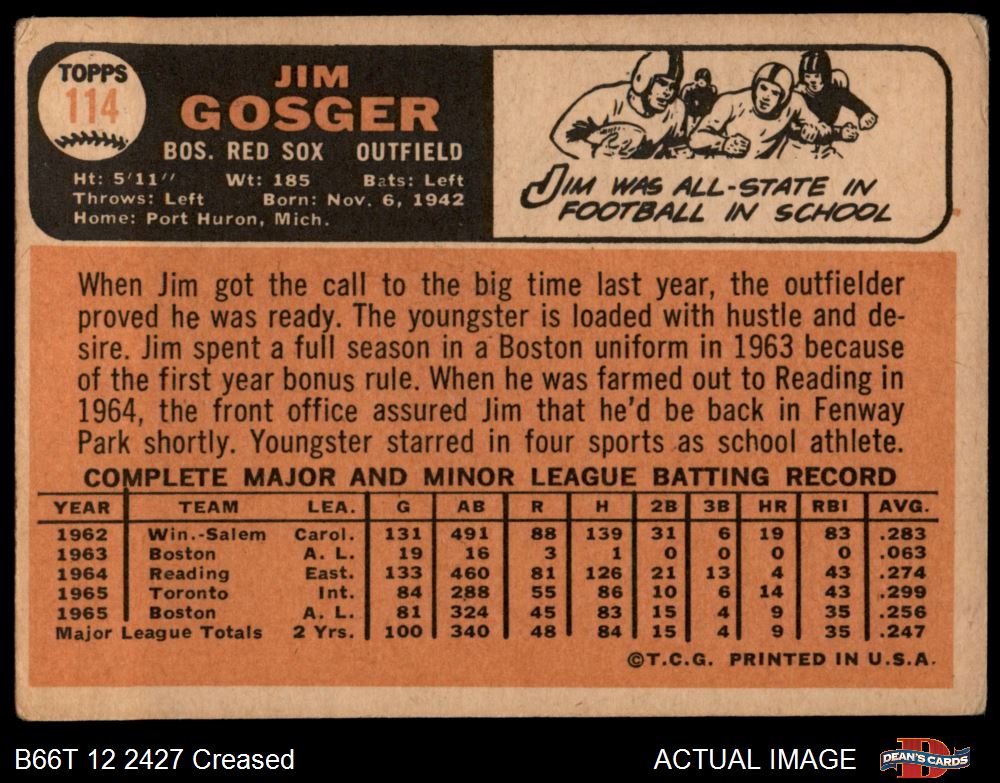 TOPPS
114
JIM
GOSGER
BOS. RED SOX OUTFIELD
Ht: 5'11" Wt: 185 Bats: Left
Throws: Left Born: Nov. 6, 1942
Home: Port Huron, Mich.
JIM WAS ALL-STATE IN
FOOTBALL IN SCHOOL
When Jim got the call to the big time last year, the outfielder
proved he was ready. The youngster is loaded with hustle and de-
sire. Jim spent a full season in a Boston uniform in 1963 because
of the first year bonus rule. When he was farmed out to Reading in
1964, the front office assured Jim that he'd be back in Fenway
Park shortly. Youngster starred in four sports as school athlete.
COMPLETE MAJOR AND MINOR LEAGUE BATTING RECORD
YEAR TEAM LEA. G AB R H 2B 3B HR RBI AVG.
1962 Win.-Salem Carol. 131 491 88 139 31 6 19 83 .283
1963 Boston A. L. 19 16 3 1 0 0 0 0 .063
1964 Reading East. 133 460 81 126 21 13 4 43 .274
1965 Toronto Int. 84 288 55 86 10 6 14 43 .299
1965 Boston A. L. 81 324 45 83 15 4 9 35 .256
Major League Totals 2 Yrs. 100 340 48 84 15 4 9 35 .247
©T.C.G. PRINTED IN U.S.A.
B66T 12 2427 Creased
ACTUAL IMAGE
DEAN'S CARDS